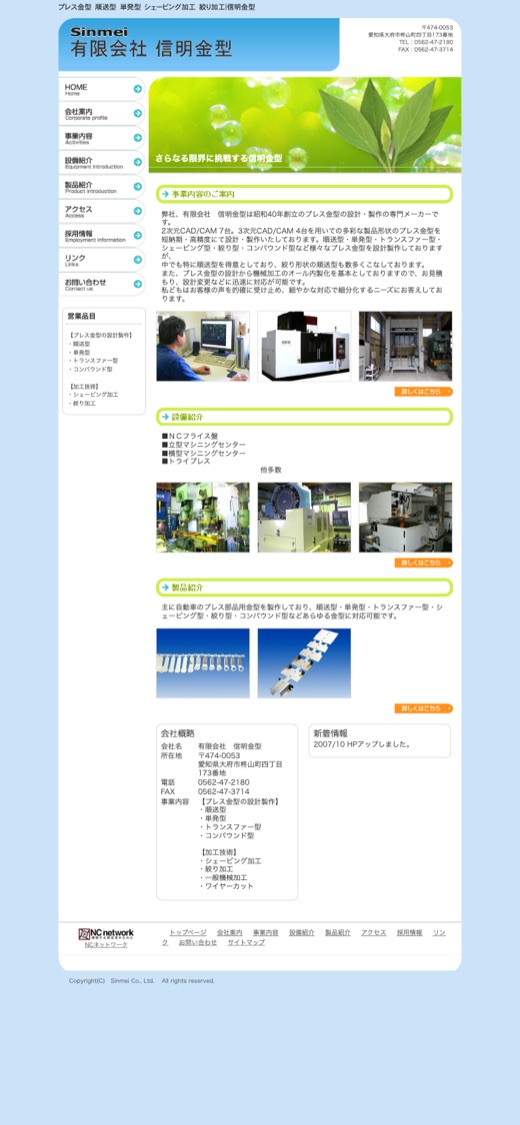 プレス金型 順送型 単発型 シェービング加工 絞り加工|信明金型
Sinmei
有限会社 信明金型
〒474-0053
愛知県大府市柊山町四丁目173番地
TEL：0562-47-2180
FAX：0562-47-3714
HOME
Home
会社案内
Corporate profile
事業内容
Activities
設備紹介
Equipment introduction
製品紹介
Product introduction
アクセス
Access
採用情報
Employment information
リンク
Links
お問い合わせ
Contact us
営業品目
【プレス金型の設計製作】
・順送型
・単発型
・トランスファー型
・コンパウンド型
【加工技術】
・シェービング加工
・絞り加工
さらなる限界に挑戦する信明金型
事業内容のご案内
弊社、有限会社　信明金型は昭和40年創立のプレス金型の設計・製作の専門メーカーで
す。
2次元CAD/CAM 7台。3次元CAD/CAM 4台を用いての多彩な製品形状のプレス金型を
短納期・高精度にて設計・製作いたしております。順送型・単発型・トランスファー型・
シェービング型・絞り型・コンパウンド型など様々なプレス金型を設計製作しております
が、
中でも特に順送型を得意としており、絞り形状の順送型も数多くこなしております。
また、プレス金型の設計から機械加工のオール内製化を基本としておりますので、お見積
もり、設計変更などに迅速に対応が可能です。
私どもはお客様の声を的確に受け止め、細やかな対応で細分化するニーズにお答えしてお
ります。
詳しくはこちら
設備紹介
■ＮＣフライス盤
■立型マシニングセンター
■横型マシニングセンター
■トライプレス
他多数
詳しくはこちら
製品紹介
主に自動車のプレス部品用金型を製作しており、順送型・単発型・トランスファー型・シ
ェービング型・絞り型・コンパウンド型などあらゆる金型に対応可能です。
詳しくはこちら
会社概略
会社名　有限会社　信明金型
所在地　〒474-0053
愛知県大府市柊山町四丁目
173番地
電話　0562-47-2180
FAX　0562-47-3714
事業内容　【プレス金型の設計製作】
・順送型
・単発型
・トランスファー型
・コンパウンド型
【加工技術】
・シェービング加工
・絞り加工
・一般機械加工
・ワイヤーカット
新着情報
2007/10 HPアップしました。
NC network
NCネットワーク
トップページ　会社案内　事業内容　設備紹介　製品紹介　アクセス　採用情報　リン
ク　お問い合わせ　サイトマップ
Copyright(C)　Sinmei Co., Ltd.　All rights reserved.